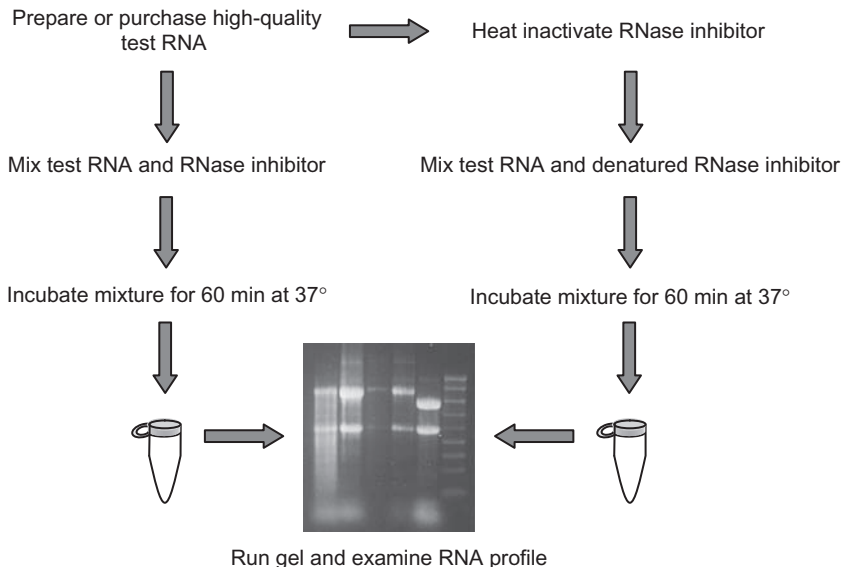 Prepare or purchase high-quality
test RNA
Heat inactivate RNase inhibitor
Mix test RNA and RNase inhibitor
Mix test RNA and denatured RNase inhibitor
Incubate mixture for 60 min at 37°
Incubate mixture for 60 min at 37°
Run gel and examine RNA profile